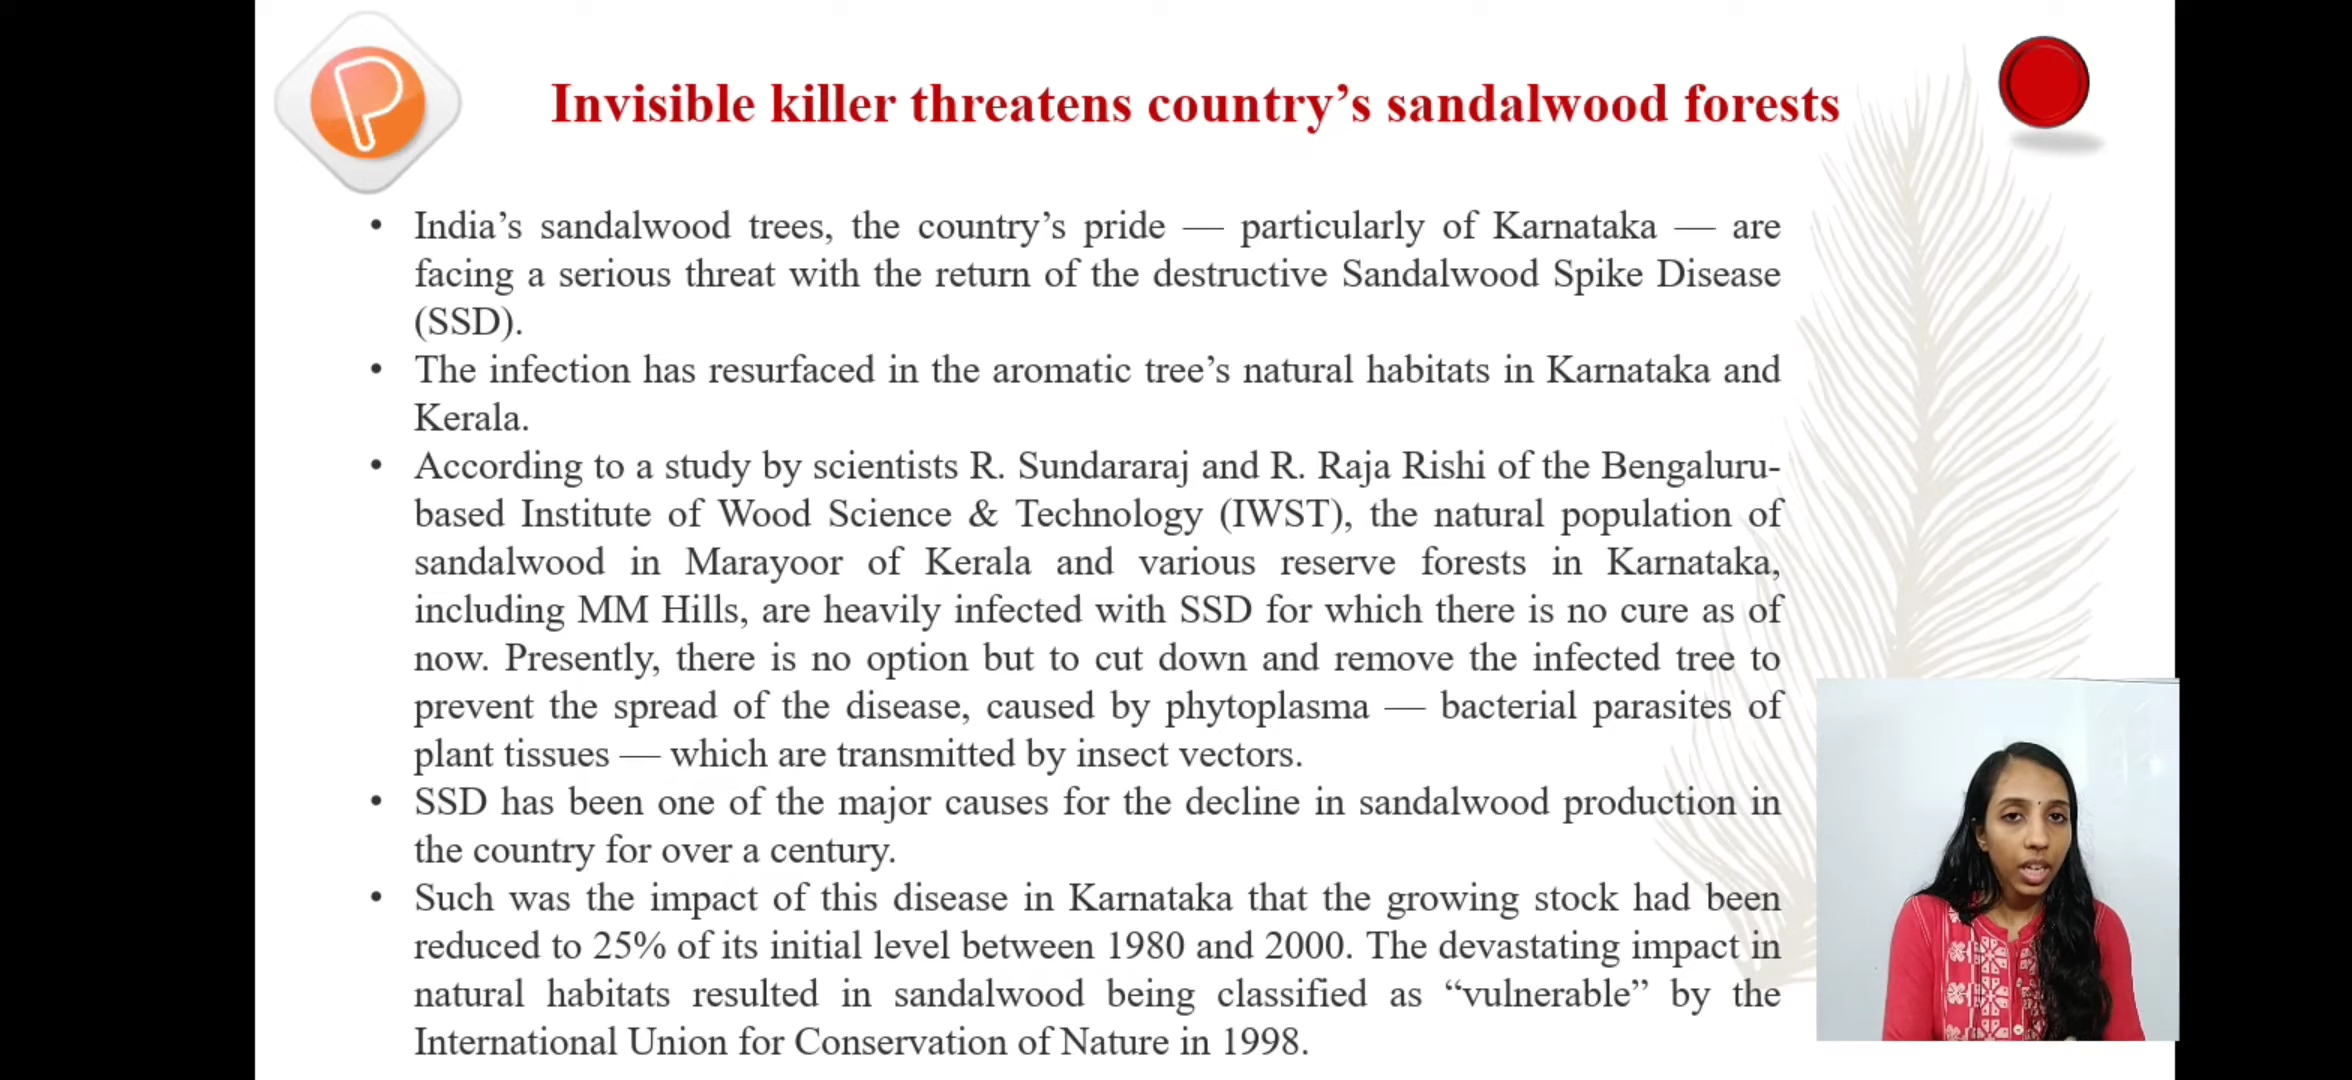 Invisible killer threatens country’s sandalwood forests
• India’s sandalwood trees, the country’s pride — particularly of Karnataka — are
facing a serious threat with the return of the destructive Sandalwood Spike Disease
(SSD).
• The infection has resurfaced in the aromatic tree’s natural habitats in Karnataka and
Kerala.
• According to a study by scientists R. Sundararaj and R. Raja Rishi of the Bengaluru-
based Institute of Wood Science & Technology (IWST), the natural population of
sandalwood in Marayoor of Kerala and various reserve forests in Karnataka,
including MM Hills, are heavily infected with SSD for which there is no cure as of
now. Presently, there is no option but to cut down and remove the infected tree to
prevent the spread of the disease, caused by phytoplasma — bacterial parasites of
plant tissues — which are transmitted by insect vectors.
• SSD has been one of the major causes for the decline in sandalwood production in
the country for over a century.
• Such was the impact of this disease in Karnataka that the growing stock had been
reduced to 25% of its initial level between 1980 and 2000. The devastating impact in
natural habitats resulted in sandalwood being classified as “vulnerable” by the
International Union for Conservation of Nature in 1998.